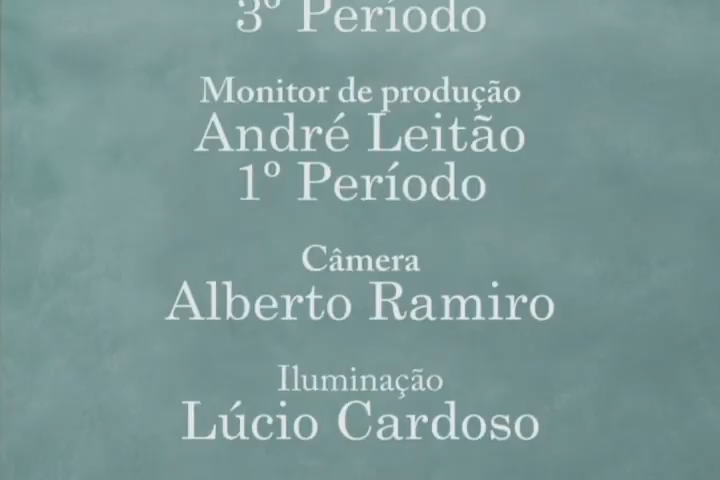 3º Período
Monitor de produção
André Leitão
1º Período
Câmera
Alberto Ramiro
Iluminação
Lúcio Cardoso